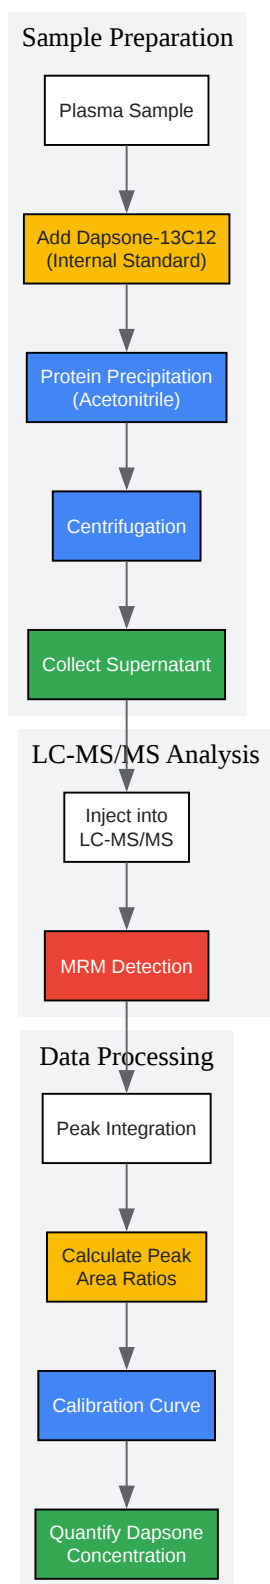 Sample Preparation
Plasma Sample
Add Dapsone-13C12
(Internal Standard)
Protein Precipitation
(Acetonitrile)
Centrifugation
Collect Supernatant
LC-MS/MS Analysis
Inject into
LC-MS/MS
MRM Detection
Data Processing
Peak Integration
Calculate Peak
Area Ratios
Calibration Curve
Quantify Dapsone
Concentration